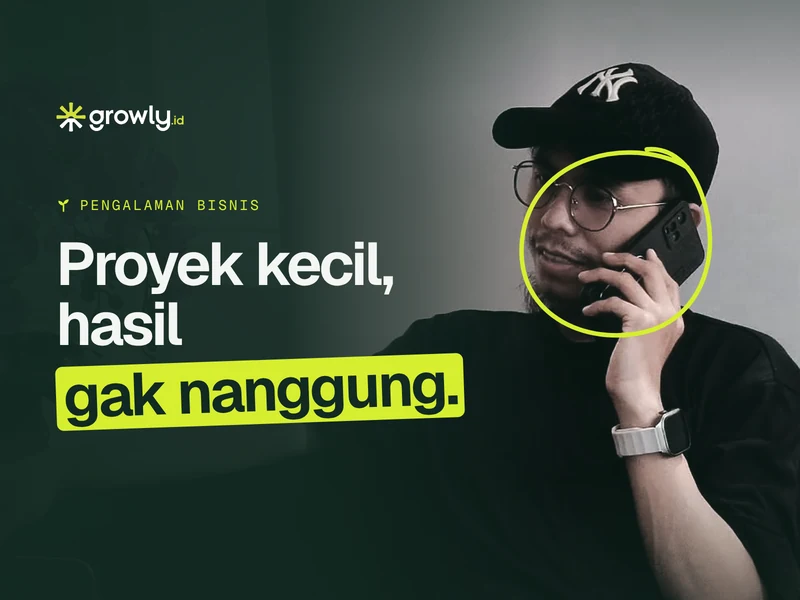 growly.id
PENGALAMAN BISNIS
Proyek kecil,
hasil
gak nanggung.
NY